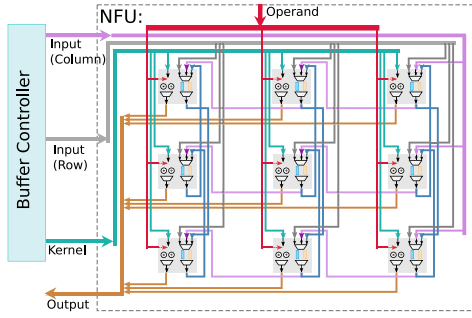 NFU:
Operand
Input
(Column)
Input
(Row)
Kernel
Output
Buffer Controller